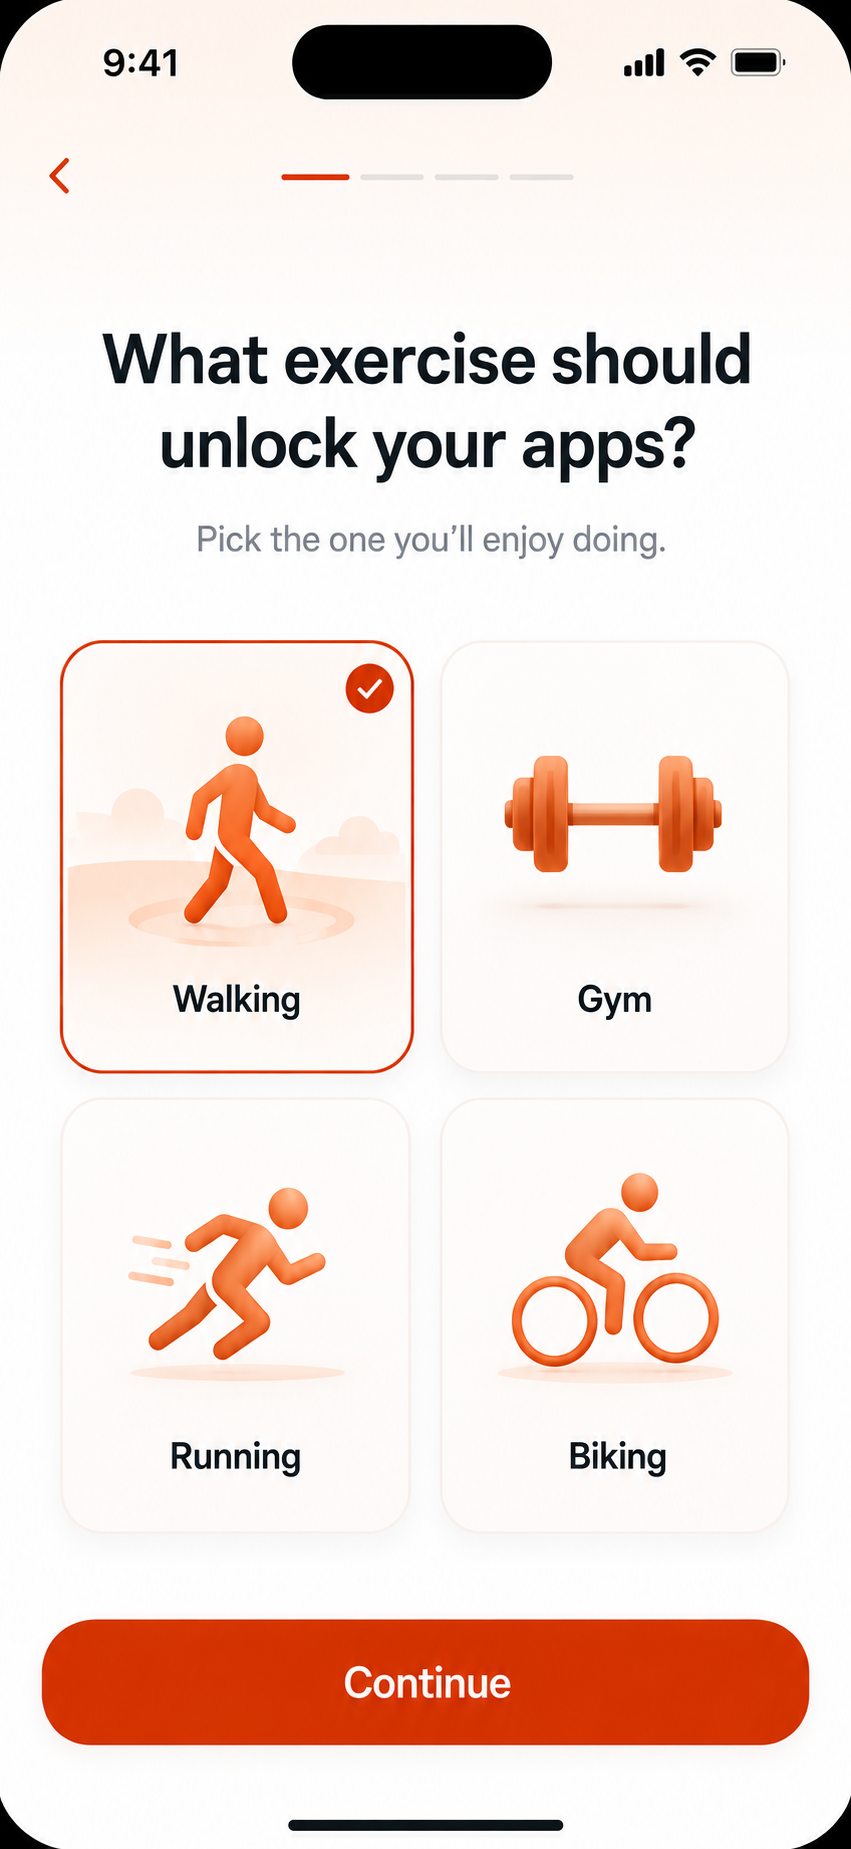 9:41
What exercise should
unlock your apps?
Pick the one you’ll enjoy doing.
Walking
Gym
Running
Biking
Continue